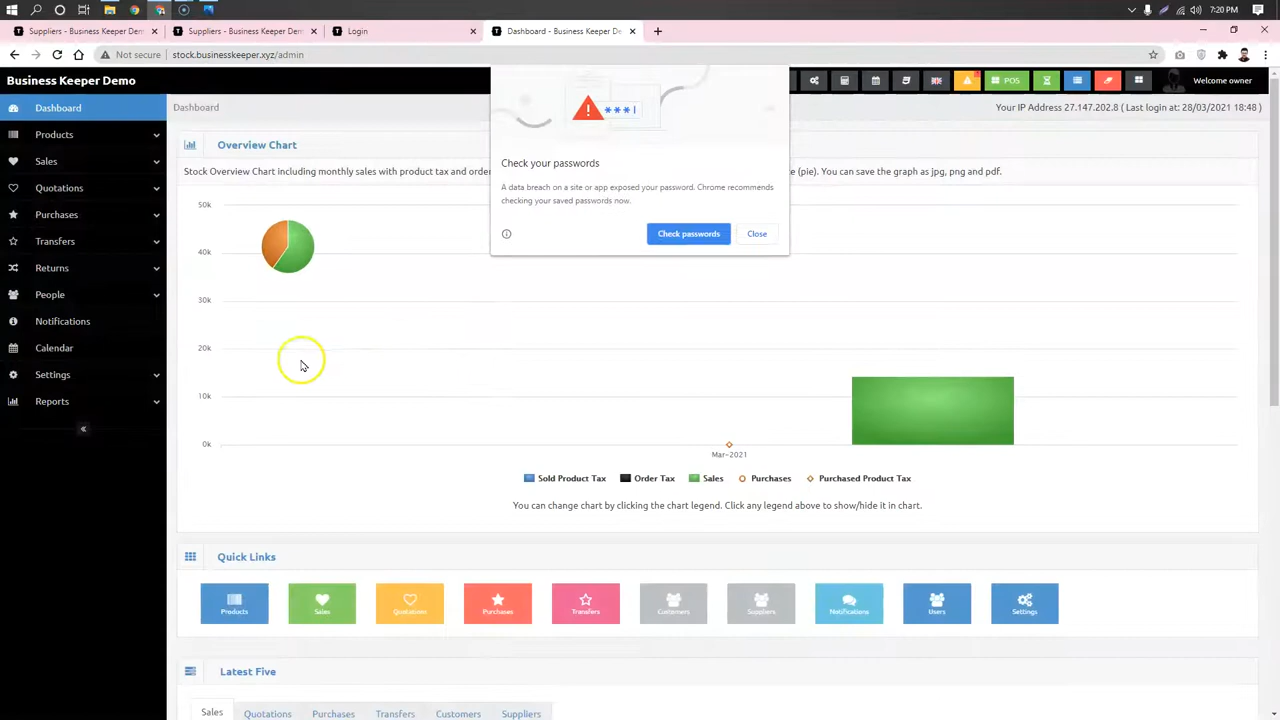 7:20 PM
Suppliers - Business Keeper Dem
Suppliers - Business Keeper Dem
Login
Dashboard - Business Keeper De
Not secure
stock.businesskeeper.xyz/admin
Business Keeper Demo
POS
Welcome owner
Dashboard
Products
Sales
Quotations
Purchases
Transfers
Returns
People
Notifications
Calendar
Settings
Reports
Dashboard
Your IP Address 27.147.202.8 ( Last login at: 28/03/2021 18:48 )
Overview Chart
Stock Overview Chart including monthly sales with product tax and order
e (pie). You can save the graph as jpg, png and pdf.
***
Check your passwords
A data breach on a site or app exposed your password. Chrome recommends
checking your saved passwords now.
Check passwords
Close
50k
40k
30k
20k
10k
0k
Mar-2021
Sold Product Tax
Order Tax
Sales
Purchases
Purchased Product Tax
You can change chart by clicking the chart legend. Click any legend above to show/hide it in chart.
Quick Links
Products
Sales
Quotations
Purchases
Transfers
Customers
Suppliers
Notifications
Users
Settings
Latest Five
Sales
Quotations
Purchases
Transfers
Customers
Suppliers